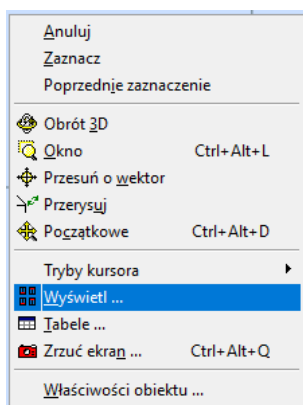 Anuluj
Zaznacz
Poprzednie zaznaczenie
Obrót 3D
Okno Ctrl+Alt+L
Przesuń o wektor
Przerysuj
Początkowe Ctrl+Alt+D
Tryby kursora
Wyświetl ...
Tabele ...
Zrzuć ekran ... Ctrl+Alt+Q
Właściwości obiektu ...